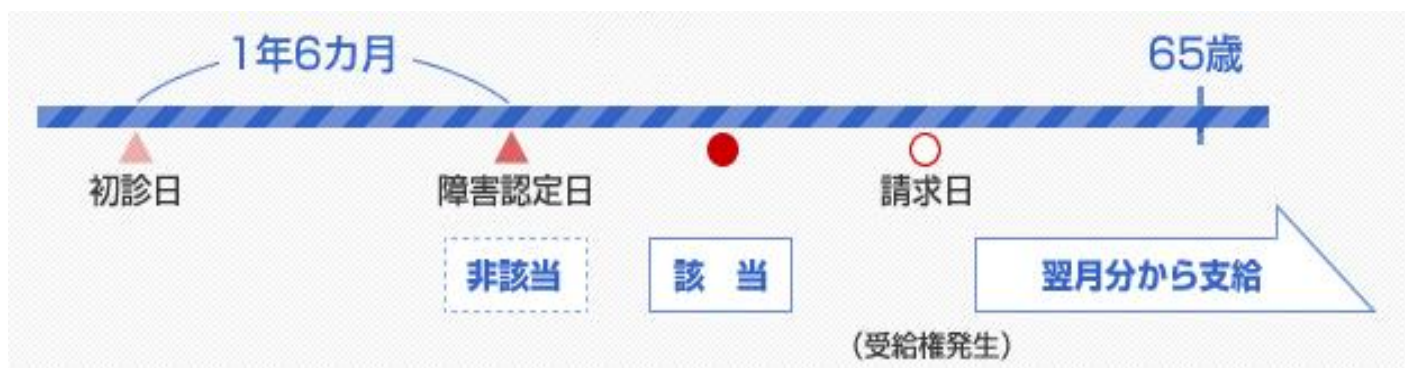 1年6カ月
65歳
初診日
障害認定日
請求日
非該当
該　当
翌月分から支給
（受給権発生）